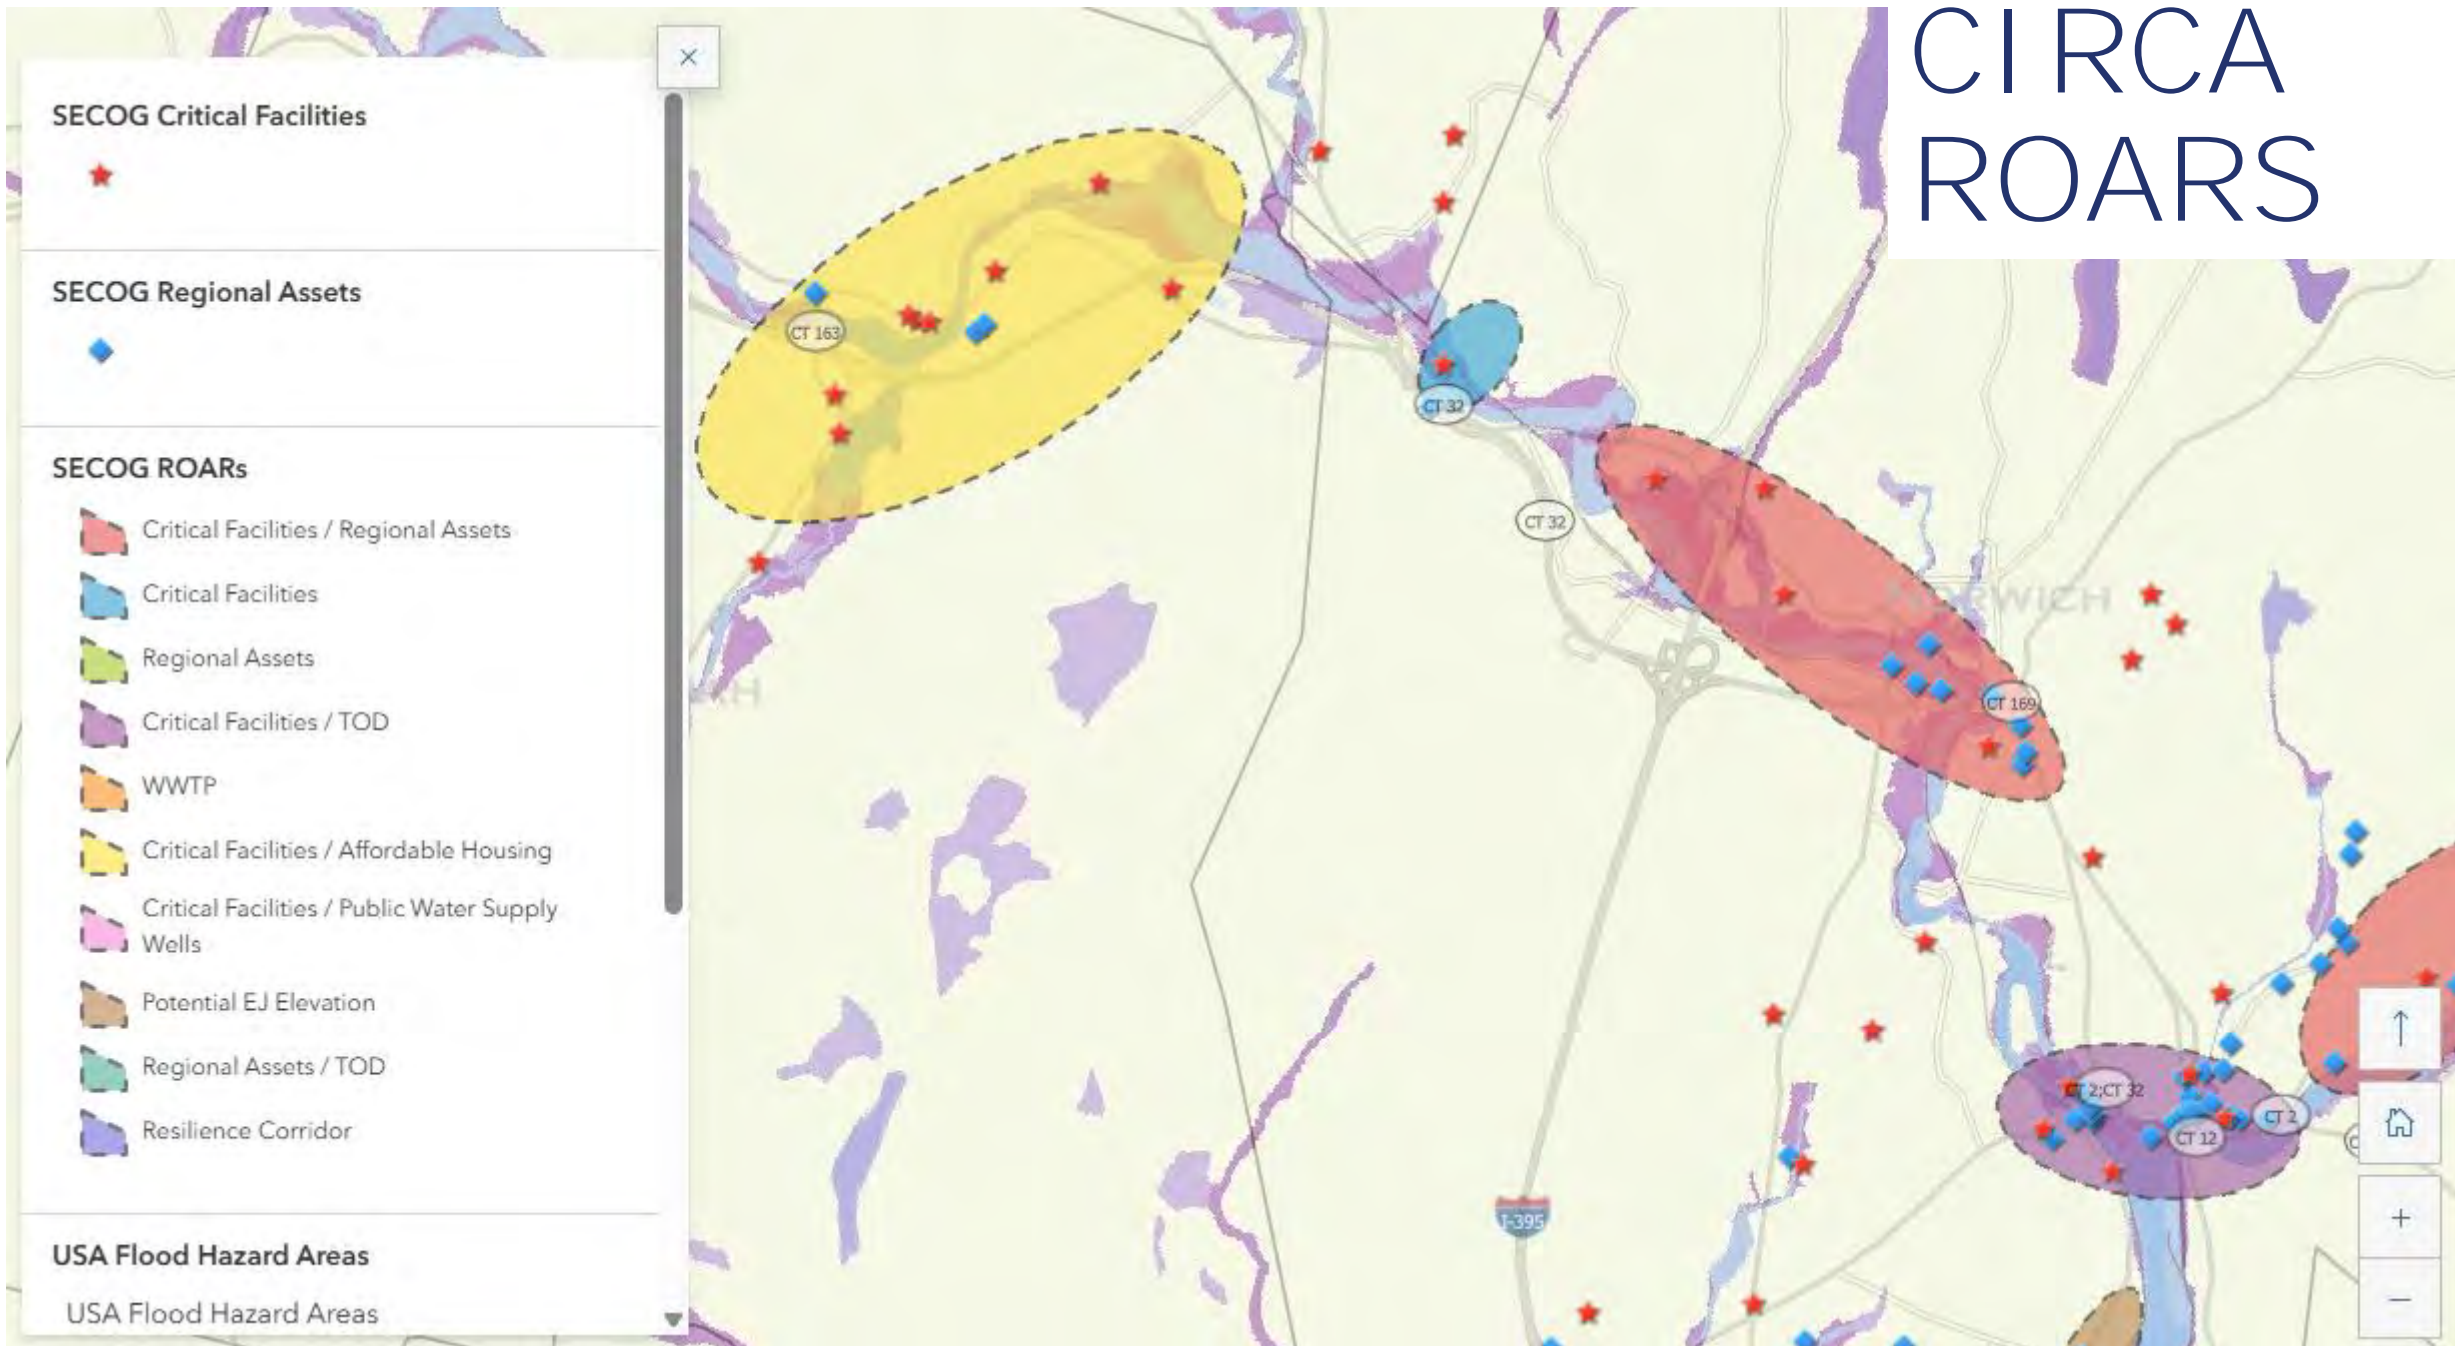 CIRCA
ROARS
×
SECOG Critical Facilities
SECOG Regional Assets
SECOG ROARs
Critical Facilities / Regional Assets
Critical Facilities
Regional Assets
Critical Facilities / TOD
WWTP
Critical Facilities / Affordable Housing
Critical Facilities / Public Water Supply
Wells
Potential EJ Elevation
Regional Assets / TOD
Resilience Corridor
USA Flood Hazard Areas
USA Flood Hazard Areas
CT 163
CT 32
CT 32
NORWICH
CT 169
CT 2;CT 32
CT 2
CT 12
I-395
+
−